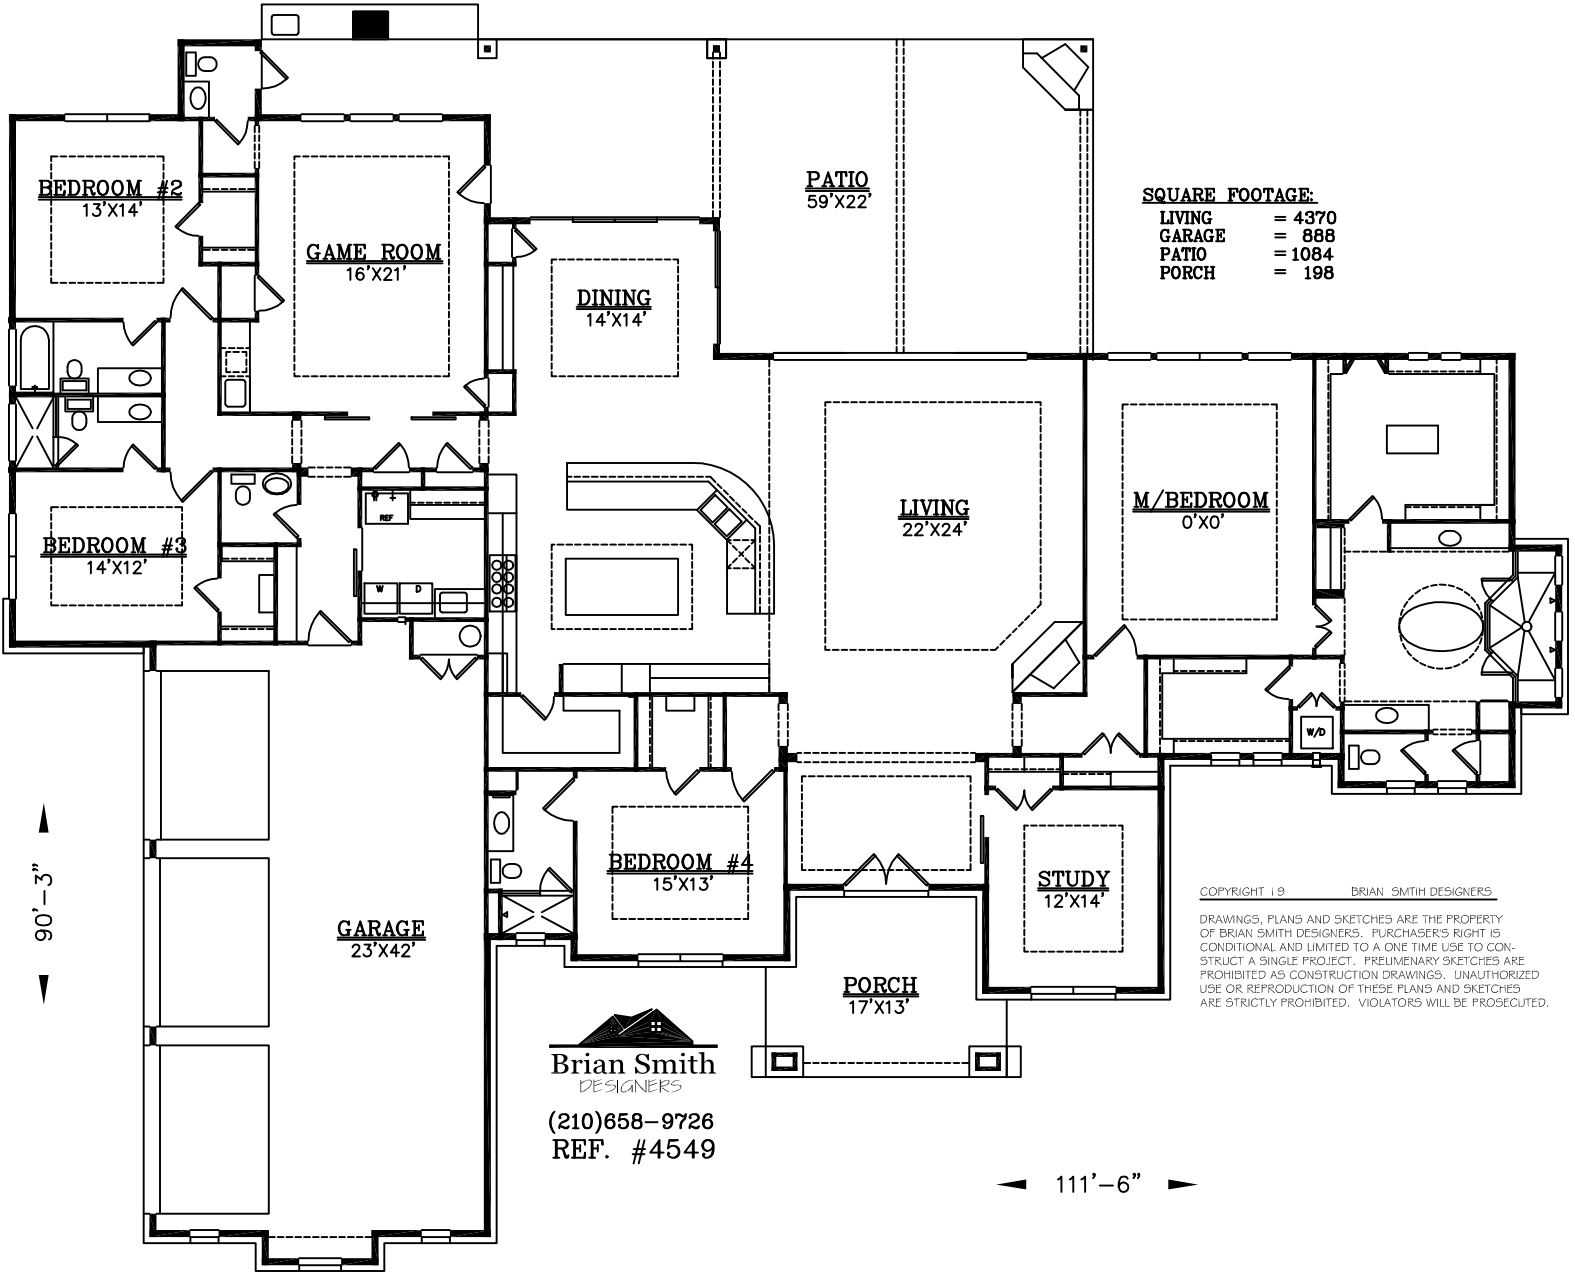 BEDROOM #2
13'X14'
GAME ROOM
16'X21'
PATIO
59'X22'
SQUARE FOOTAGE:
LIVING = 4370
GARAGE = 888
PATIO = 1084
PORCH = 198
DINING
14'X14'
LIVING
22'X24'
M/BEDROOM
0'X0'
REF
BEDROOM #3
14'X12'
W D
W/D
BEDROOM #4
15'X13'
STUDY
12'X14'
GARAGE
23'X42'
PORCH
17'X13'
90'-3"
COPYRIGHT 19 BRIAN SMTIH DESIGNERS
DRAWINGS, PLANS AND SKETCHES ARE THE PROPERTY
OF BRIAN SMITH DESIGNERS. PURCHASER'S RIGHT IS
CONDITIONAL AND LIMITED TO A ONE TIME USE TO CON-
STRUCT A SINGLE PROJECT. PRELIMENARY SKETCHES ARE
PROHIBITED AS CONSTRUCTION DRAWINGS. UNAUTHORIZED
USE OR REPRODUCTION OF THESE PLANS AND SKETCHES
ARE STRICTLY PROHIBITED. VIOLATORS WILL BE PROSECUTED.
Brian Smith
DESIGNERS
(210)658-9726
REF. #4549
111'-6"